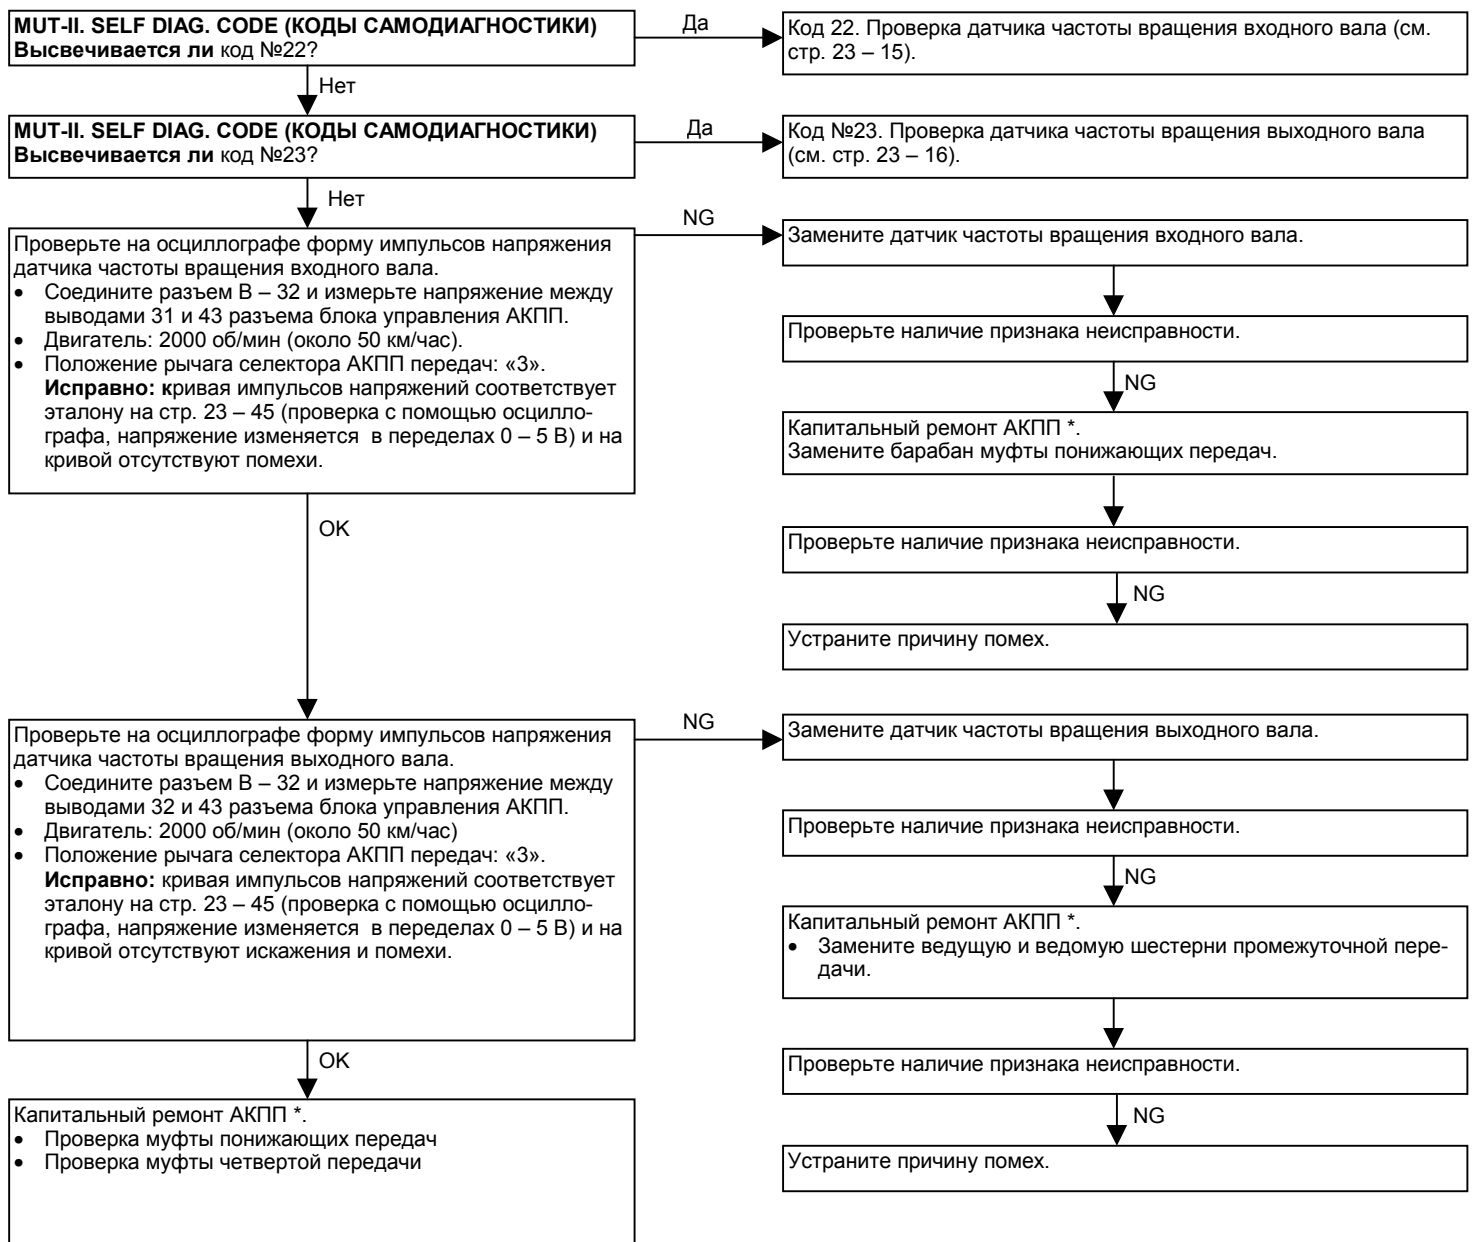 MUT-II. SELF DIAG. CODE (КОДЫ САМОДИАГНОСТИКИ)
Высвечивается ли код №22?
Да
Код 22. Проверка датчика частоты вращения входного вала (см.
стр. 23 – 15).
Нет
MUT-II. SELF DIAG. CODE (КОДЫ САМОДИАГНОСТИКИ)
Высвечивается ли код №23?
Да
Код №23. Проверка датчика частоты вращения выходного вала
(см. стр. 23 – 16).
Нет
Проверьте на осциллографе форму импульсов напряжения
датчика частоты вращения входного вала.
• Соедините разъем В – 32 и измерьте напряжение между
выводами 31 и 43 разъема блока управления АКПП.
• Двигатель: 2000 об/мин (около 50 км/час).
• Положение рычага селектора АКПП передач: «3».
Исправно: кривая импульсов напряжений соответствует
эталону на стр. 23 – 45 (проверка с помощью осцилло-
графа, напряжение изменяется в переделах 0 – 5 В) и на
кривой отсутствуют помехи.
NG
Замените датчик частоты вращения входного вала.
Проверьте наличие признака неисправности.
NG
Капитальный ремонт АКПП *.
Замените барабан муфты понижающих передач.
Проверьте наличие признака неисправности.
NG
Устраните причину помех.
OK
Проверьте на осциллографе форму импульсов напряжения
датчика частоты вращения выходного вала.
• Соедините разъем В – 32 и измерьте напряжение между
выводами 32 и 43 разъема блока управления АКПП.
• Двигатель: 2000 об/мин (около 50 км/час)
• Положение рычага селектора АКПП передач: «3».
Исправно: кривая импульсов напряжений соответствует
эталону на стр. 23 – 45 (проверка с помощью осцилло-
графа, напряжение изменяется в переделах 0 – 5 В) и на
кривой отсутствуют искажения и помехи.
NG
Замените датчик частоты вращения выходного вала.
Проверьте наличие признака неисправности.
NG
Капитальный ремонт АКПП *.
• Замените ведущую и ведомую шестерни промежуточной пере-
дачи.
Проверьте наличие признака неисправности.
NG
Устраните причину помех.
OK
Капитальный ремонт АКПП *.
• Проверка муфты понижающих передач
• Проверка муфты четвертой передачи